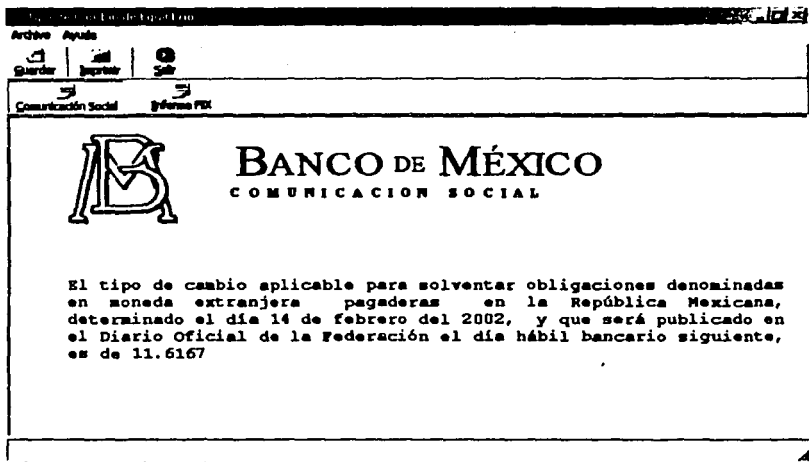 Archivo Ayuda
Guardar Imprimir Salir
Comunicación Social Informe FIX
BANCO DE MÉXICO
COMUNICACION SOCIAL
El tipo de cambio aplicable para solventar obligaciones denominadas
en moneda extranjera pagaderas en la República Mexicana,
determinado el día 14 de febrero del 2002, y que será publicado en
el Diario Oficial de la Federación el día hábil bancario siguiente,
es de 11.6167